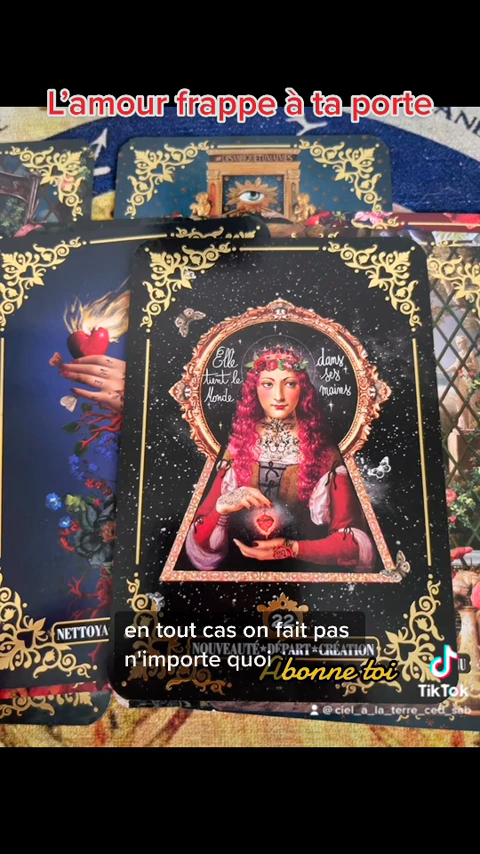 L'amour frappe à ta porte
Elle
tient le
Monde
dans
ses
mains
en tout cas on fait pas
n'importe quoi
Abonne toi
22
NOUVEAUTÉ★DÉPART★CRÉATION
NETTOYA
TikTok
@ciel_a_la_terre_ced_sab